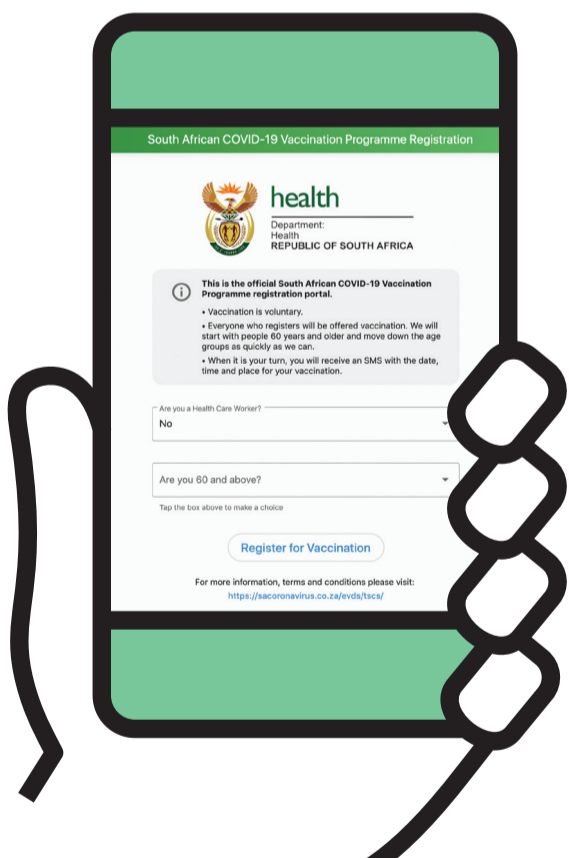 South African COVID-19 Vaccination Programme Registration
health
Department:
Health
REPUBLIC OF SOUTH AFRICA
This is the official South African COVID-19 Vaccination
Programme registration portal.
• Vaccination is voluntary.
• Everyone who registers will be offered vaccination. We will
start with people 60 years and older and move down the age
groups as quickly as we can.
• When it is your turn, you will receive an SMS with the date,
time and place for your vaccination.
Are you a Health Care Worker?
No
Are you 60 and above?
Tap the box above to make a choice
Register for Vaccination
For more information, terms and conditions please visit:
https://sacoronavirus.co.za/evds/tscs/